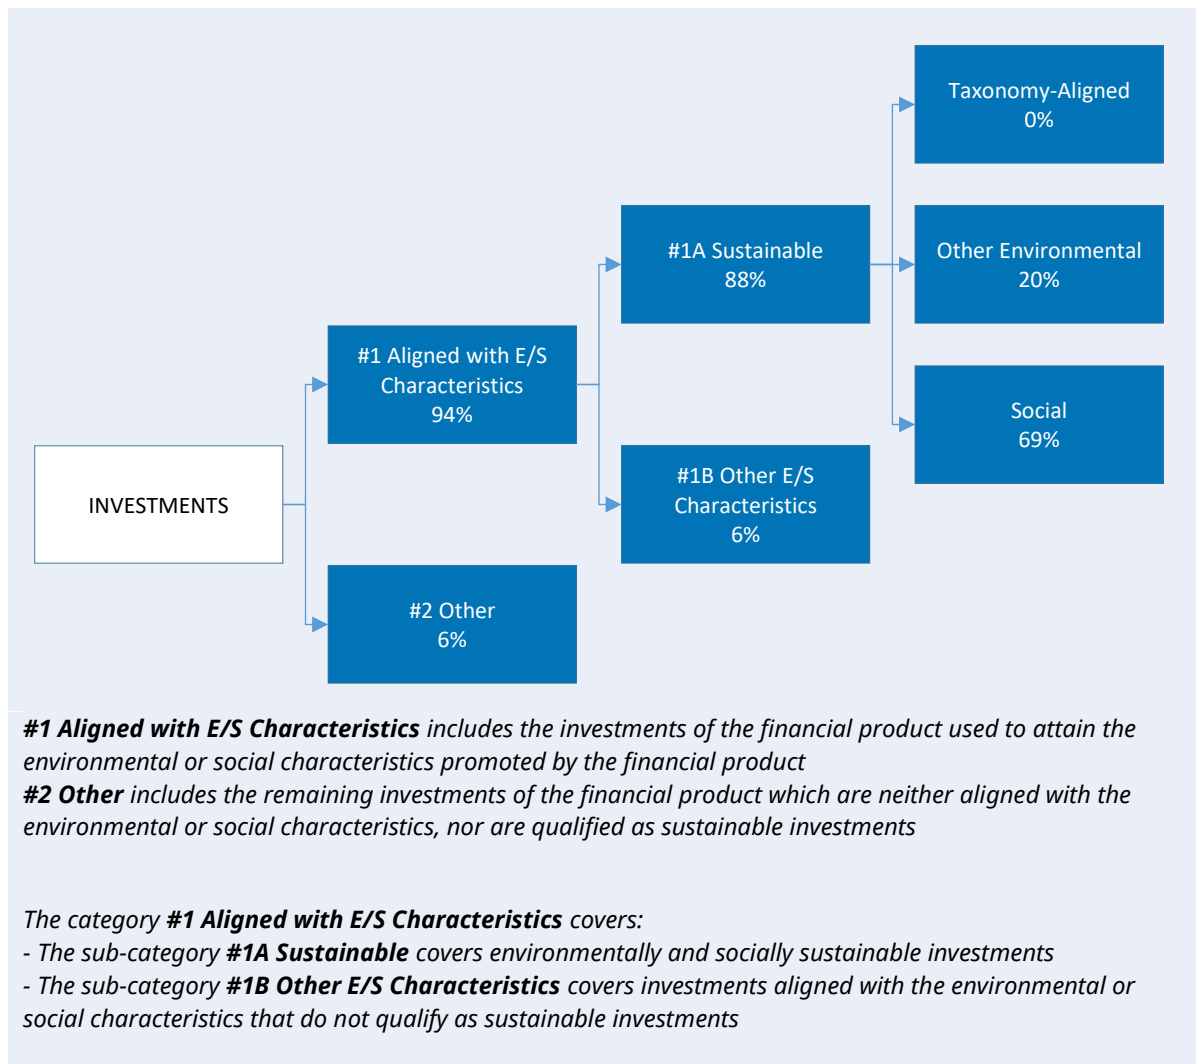 Taxonomy-Aligned
0%
#1A Sustainable
88%
Other Environmental
20%
#1 Aligned with E/S
Characteristics
94%
Social
69%
INVESTMENTS
#1B Other E/S
Characteristics
6%
#2 Other
6%
#1 Aligned with E/S Characteristics includes the investments of the financial product used to attain the
environmental or social characteristics promoted by the financial product
#2 Other includes the remaining investments of the financial product which are neither aligned with the
environmental or social characteristics, nor are qualified as sustainable investments
The category #1 Aligned with E/S Characteristics covers:
- The sub-category #1A Sustainable covers environmentally and socially sustainable investments
- The sub-category #1B Other E/S Characteristics covers investments aligned with the environmental or
social characteristics that do not qualify as sustainable investments